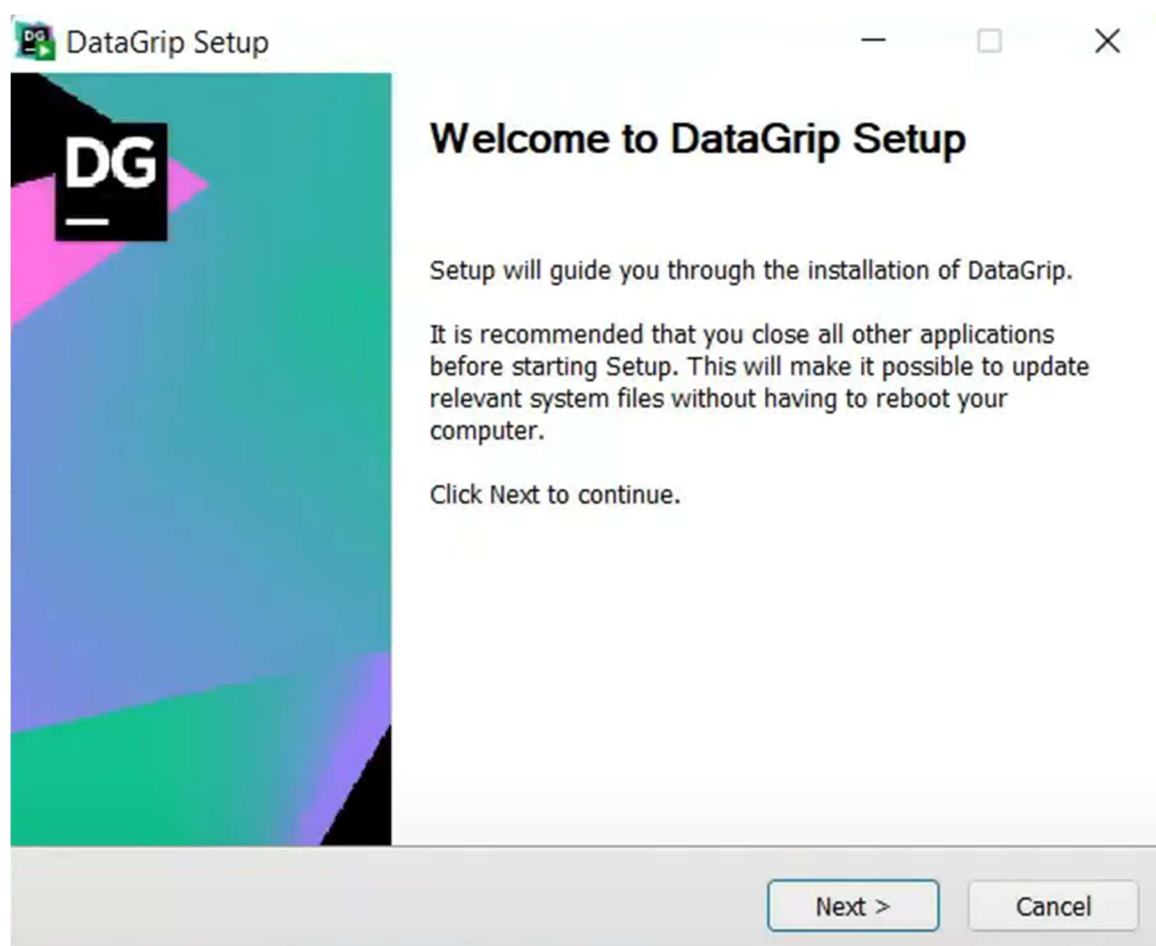 DG DataGrip Setup
DG
Welcome to DataGrip Setup
Setup will guide you through the installation of DataGrip.
It is recommended that you close all other applications
before starting Setup. This will make it possible to update
relevant system files without having to reboot your
computer.
Click Next to continue.
Next >
Cancel